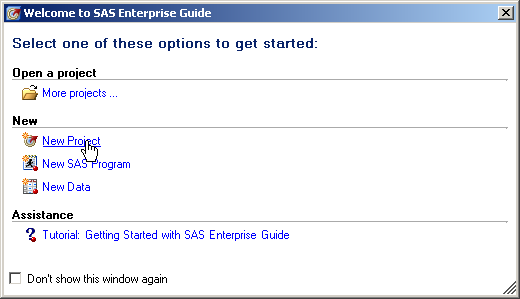 Welcome to SAS Enterprise Guide
Select one of these options to get started:
Open a project
More projects ...
New
New Project
New SAS Program
New Data
Assistance
Tutorial: Getting Started with SAS Enterprise Guide
Don't show this window again